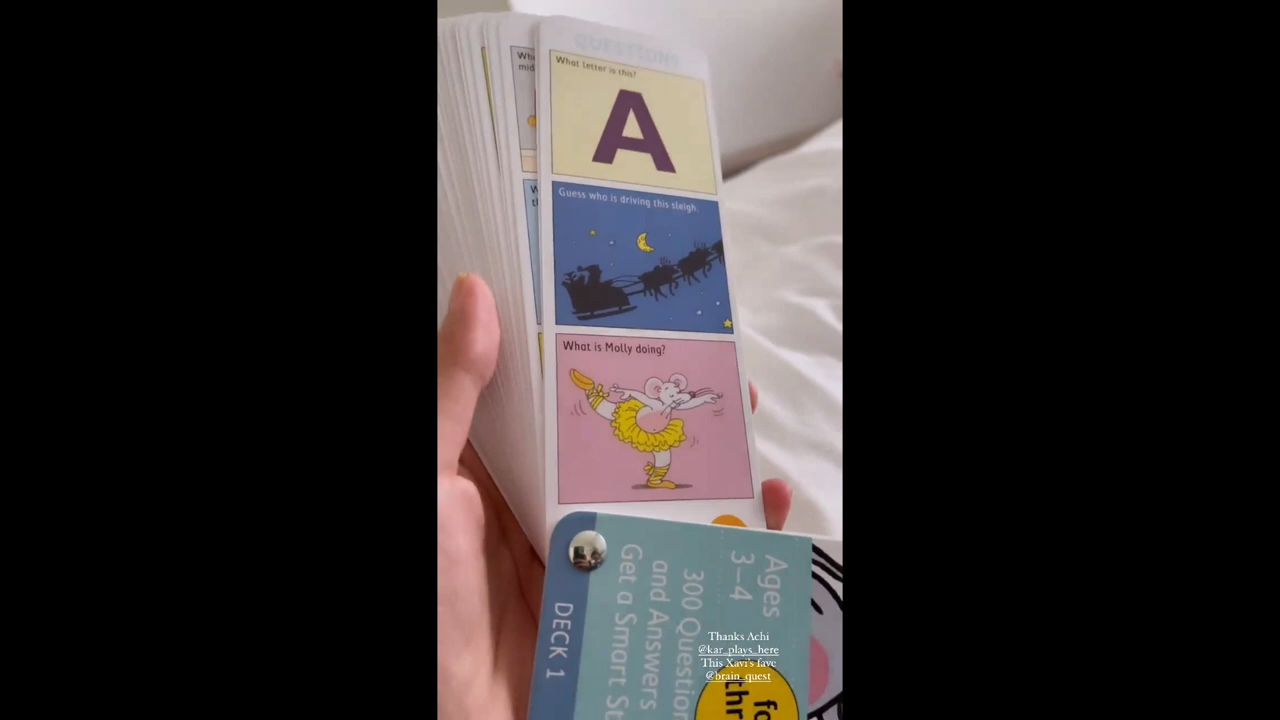 QUESTIONS
What letter is this?
A
Guess who is driving this sleigh.
What is Molly doing?
Ages
3–4
300 Question
and Answers
Get a Smart St
DECK 1
Thanks Achi
@kar_plays_here
This Xavi's fave
@brain_quest